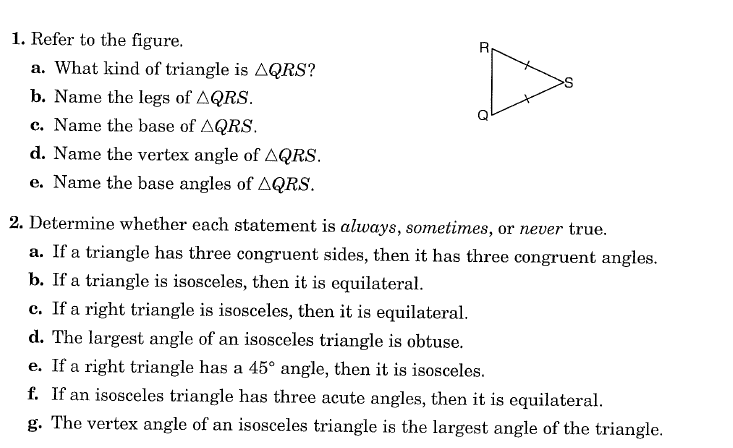 1. Refer to the figure.
a. What kind of triangle is △QRS?
b. Name the legs of △QRS.
c. Name the base of △QRS.
d. Name the vertex angle of △QRS.
e. Name the base angles of △QRS.
R
S
Q
2. Determine whether each statement is always, sometimes, or never true.
a. If a triangle has three congruent sides, then it has three congruent angles.
b. If a triangle is isosceles, then it is equilateral.
c. If a right triangle is isosceles, then it is equilateral.
d. The largest angle of an isosceles triangle is obtuse.
e. If a right triangle has a 45° angle, then it is isosceles.
f. If an isosceles triangle has three acute angles, then it is equilateral.
g. The vertex angle of an isosceles triangle is the largest angle of the triangle.